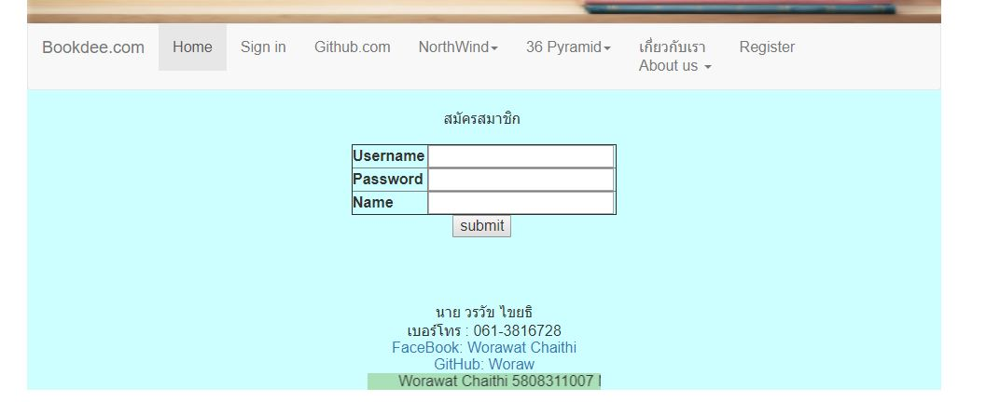 Bookdee.com Home Sign in Github.com NorthWind 36 Pyramid เกี่ยวกับเรา Register
About us
สมัครสมาชิก
Username
Password
Name
submit
นาย วรวัข ไขยธิ
เบอร์โทร : 061-3816728
FaceBook: Worawat Chaithi
GitHub: Woraw
Worawat Chaithi 5808311007